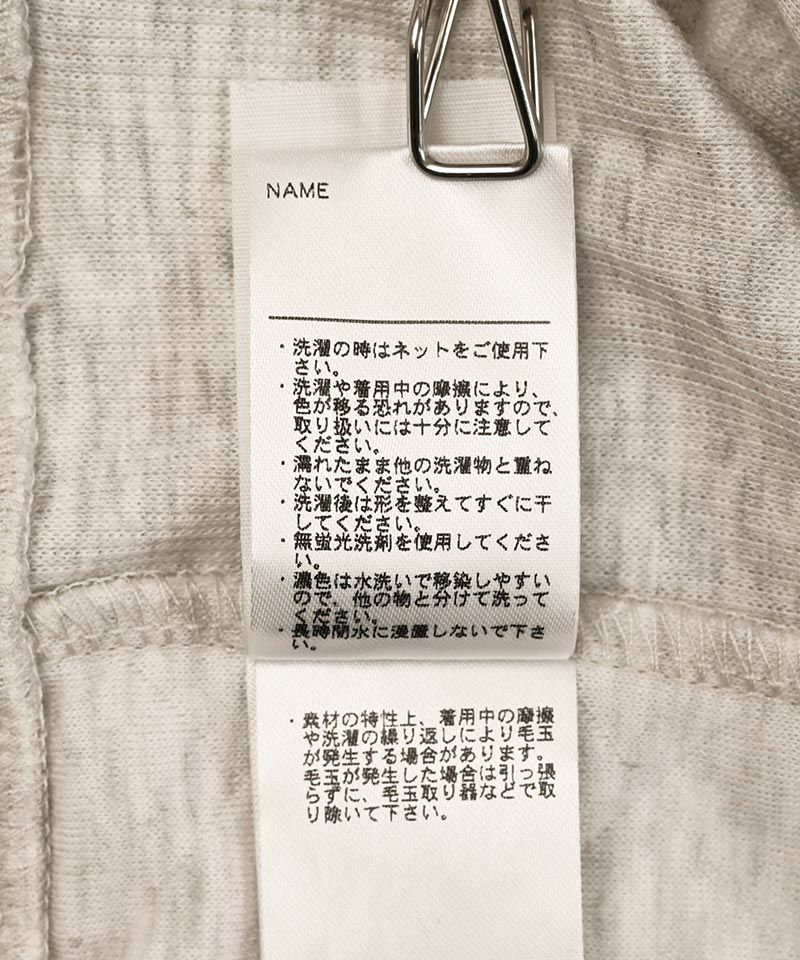 NAME
・洗濯の時はネットをご使用下
さい。
・洗濯や着用中の摩擦により、
色が移る恐れがありますので、
取り扱いには十分に注意して
ください。
・濡れたまま他の洗濯物と重ね
ないでください。
・洗濯後は形を整えてすぐに干
してください。
・無蛍光洗剤を使用してくださ
い。
・濃色は水洗いで移染しやすい
ので、他の物と分けて洗って
ください。
・長時間水に浸漬しないで下さ
い。
・素材の特性上、着用中の摩擦
や洗濯の繰り返しにより毛玉
が発生する場合があります。
毛玉が発生した場合は引っ張
らずに、毛玉取り器などで取
り除いて下さい。